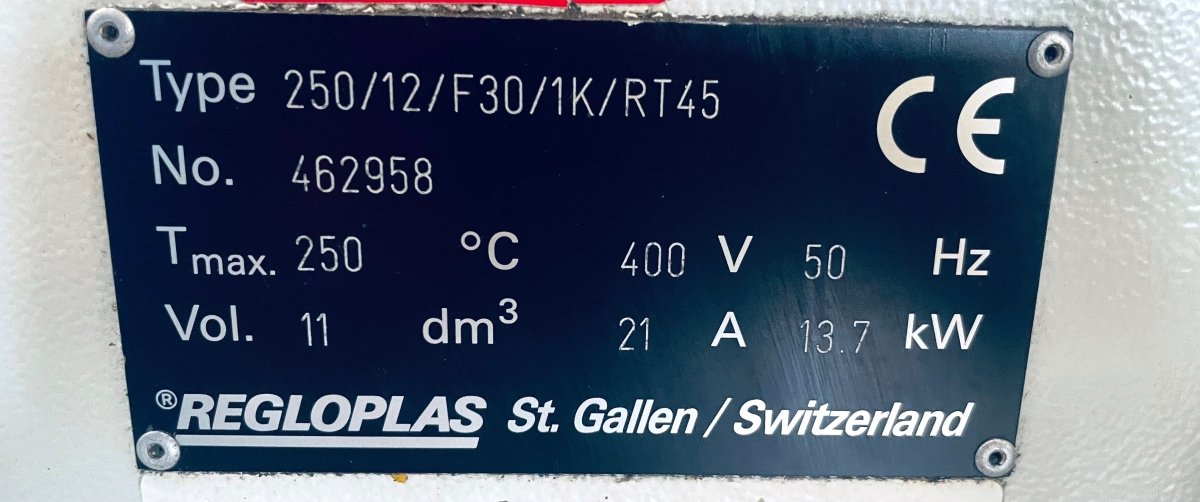 Type 250/12/F30/1K/RT45
CE
No. 462958
Tmax. 250 °C 400 V 50 Hz
Vol. 11 dm³ 21 A 13.7 kW
®REGLOPLAS St. Gallen / Switzerland